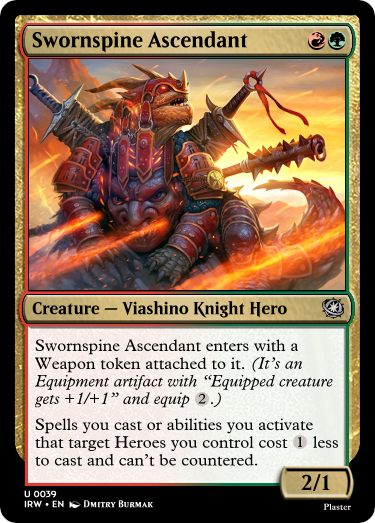 Swornspine Ascendant
Creature — Viashino Knight Hero
Swornspine Ascendant enters with a
Weapon token attached to it. (It's an
Equipment artifact with “Equipped creature
gets +1/+1” and equip 2.)
Spells you cast or abilities you activate
that target Heroes you control cost 1 less
to cast and can't be countered.
2/1
U 0039
IRW • EN Dmitry Burmak
Plaster